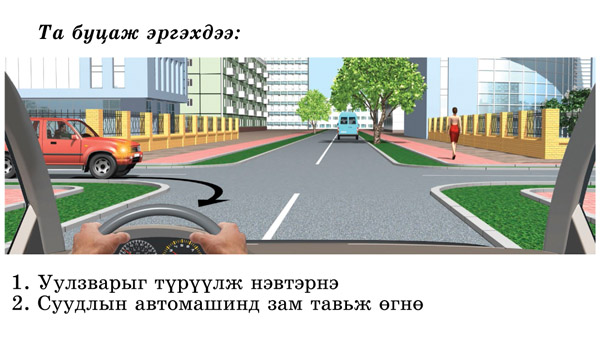 Та буцаж эргэхдээ:
1. Уулзварыг түрүүлж нэвтэрнэ
2. Суудлын автомашинд зам тавьж өгнө